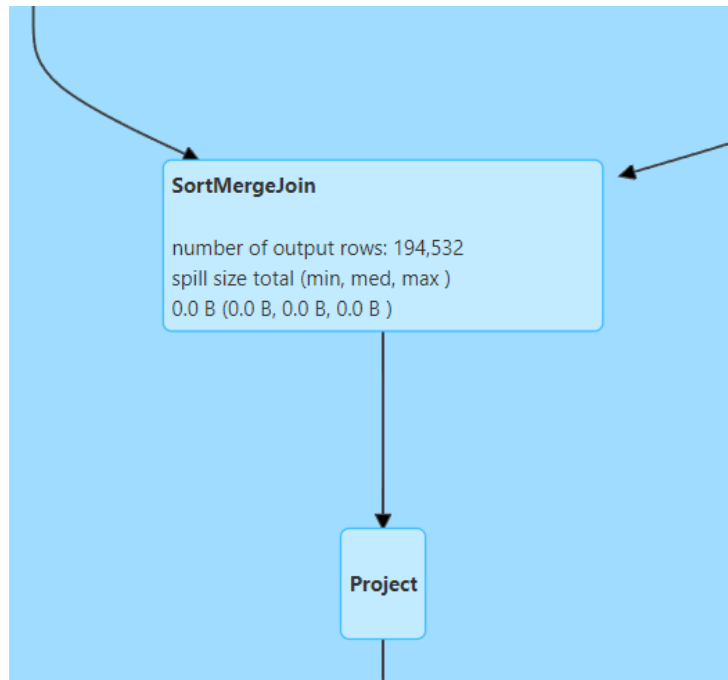 SortMergeJoin
number of output rows: 194,532
spill size total (min, med, max )
0.0 B (0.0 B, 0.0 B, 0.0 B )
Project